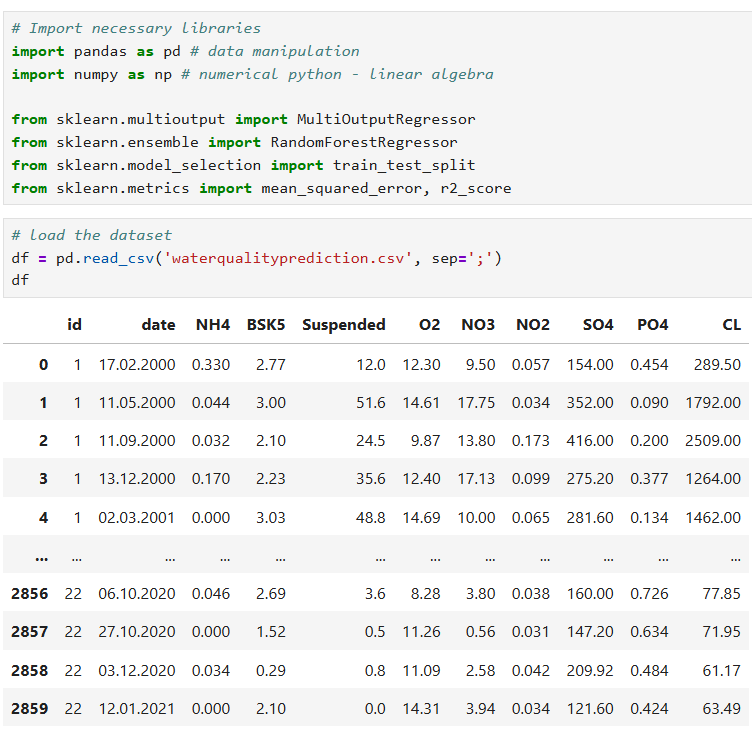 # Import necessary libraries
import pandas as pd # data manipulation
import numpy as np # numerical python - linear algebra
from sklearn.multioutput import MultiOutputRegressor
from sklearn.ensemble import RandomForestRegressor
from sklearn.model_selection import train_test_split
from sklearn.metrics import mean_squared_error, r2_score
# load the dataset
df = pd.read_csv('waterqualityprediction.csv', sep=';')
df
id date NH4 BSK5 Suspended O2 NO3 NO2 SO4 PO4 CL
0 1 17.02.2000 0.330 2.77 12.0 12.30 9.50 0.057 154.00 0.454 289.50
1 1 11.05.2000 0.044 3.00 51.6 14.61 17.75 0.034 352.00 0.090 1792.00
2 1 11.09.2000 0.032 2.10 24.5 9.87 13.80 0.173 416.00 0.200 2509.00
3 1 13.12.2000 0.170 2.23 35.6 12.40 17.13 0.099 275.20 0.377 1264.00
4 1 02.03.2001 0.000 3.03 48.8 14.69 10.00 0.065 281.60 0.134 1462.00
... ... ... ... ... ... ... ... ... ... ... ...
2856 22 06.10.2020 0.046 2.69 3.6 8.28 3.80 0.038 160.00 0.726 77.85
2857 22 27.10.2020 0.000 1.52 0.5 11.26 0.56 0.031 147.20 0.634 71.95
2858 22 03.12.2020 0.034 0.29 0.8 11.09 2.58 0.042 209.92 0.484 61.17
2859 22 12.01.2021 0.000 2.10 0.0 14.31 3.94 0.034 121.60 0.424 63.49